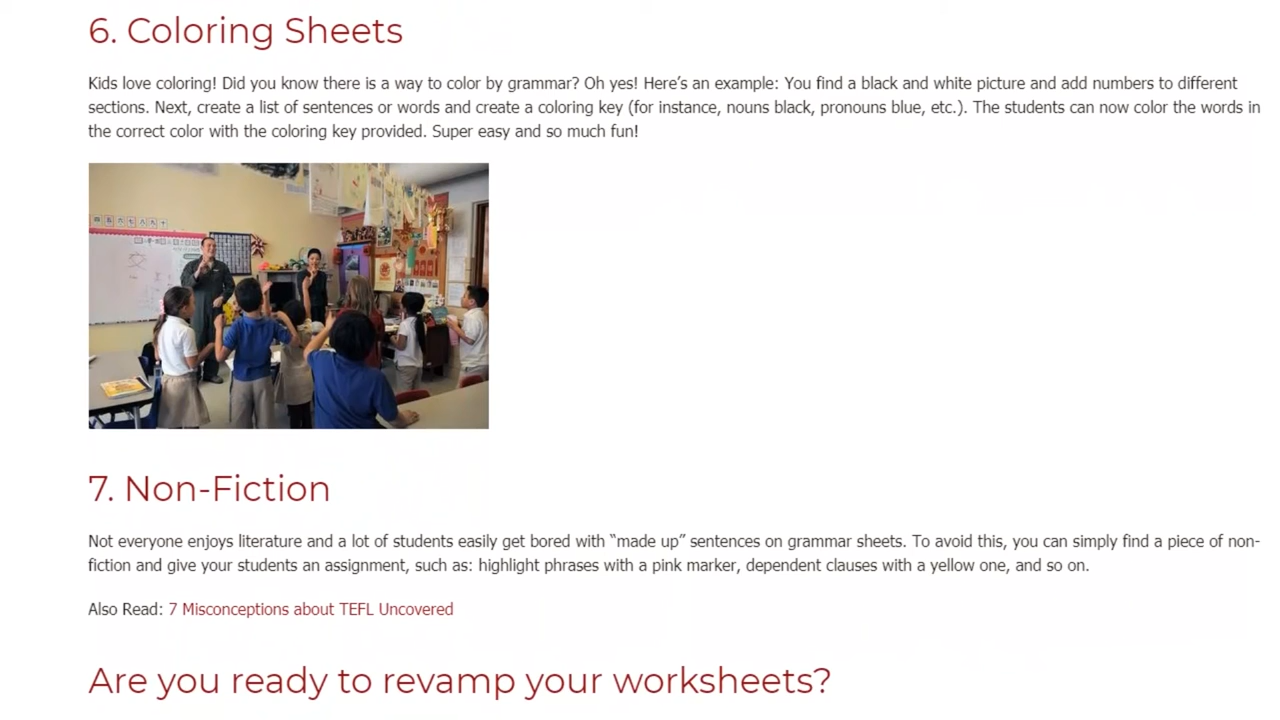 6. Coloring Sheets
Kids love coloring! Did you know there is a way to color by grammar? Oh yes! Here’s an example: You find a black and white picture and add numbers to different
sections. Next, create a list of sentences or words and create a coloring key (for instance, nouns black, pronouns blue, etc.). The students can now color the words in
the correct color with the coloring key provided. Super easy and so much fun!
7. Non-Fiction
Not everyone enjoys literature and a lot of students easily get bored with “made up” sentences on grammar sheets. To avoid this, you can simply find a piece of non-
fiction and give your students an assignment, such as: highlight phrases with a pink marker, dependent clauses with a yellow one, and so on.
Also Read: 7 Misconceptions about TEFL Uncovered
Are you ready to revamp your worksheets?